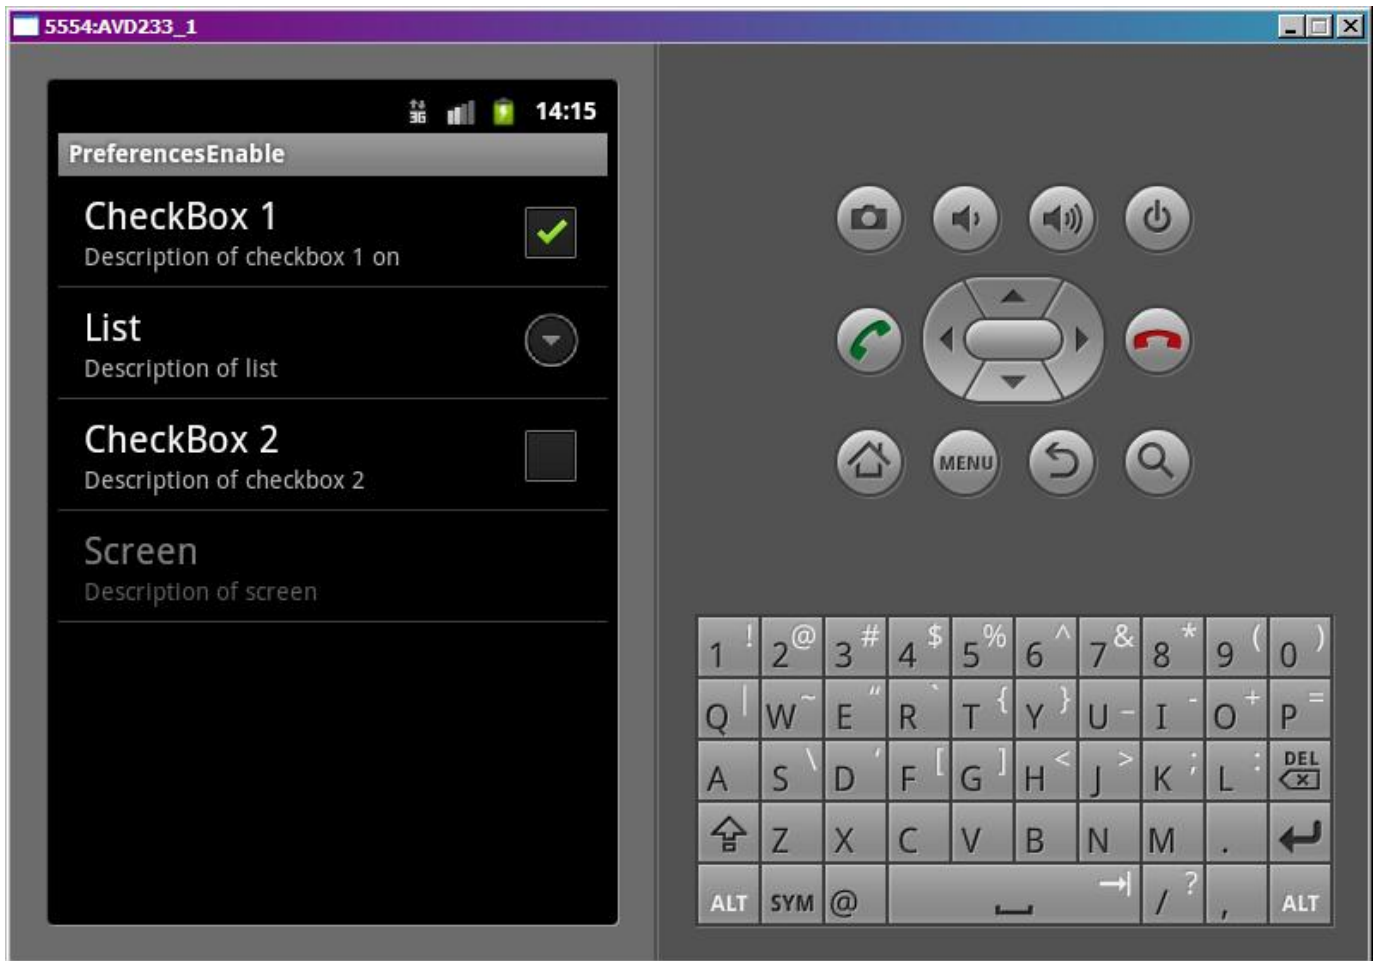 5554:AVD233_1
3G 14:15
PreferencesEnable
CheckBox 1
Description of checkbox 1 on
List
Description of list
CheckBox 2
Description of checkbox 2
Screen
Description of screen
MENU
1 ! 2 @ 3 # 4 $ 5 % 6 ^ 7 & 8 * 9 ( 0 )
Q | W ~ E “ R ` T { Y } U _ I - O + P =
A S \ D ‘ F [ G ] H < J > K ; L : DEL
Z X C V B N M .
ALT SYM @ / ? , ALT